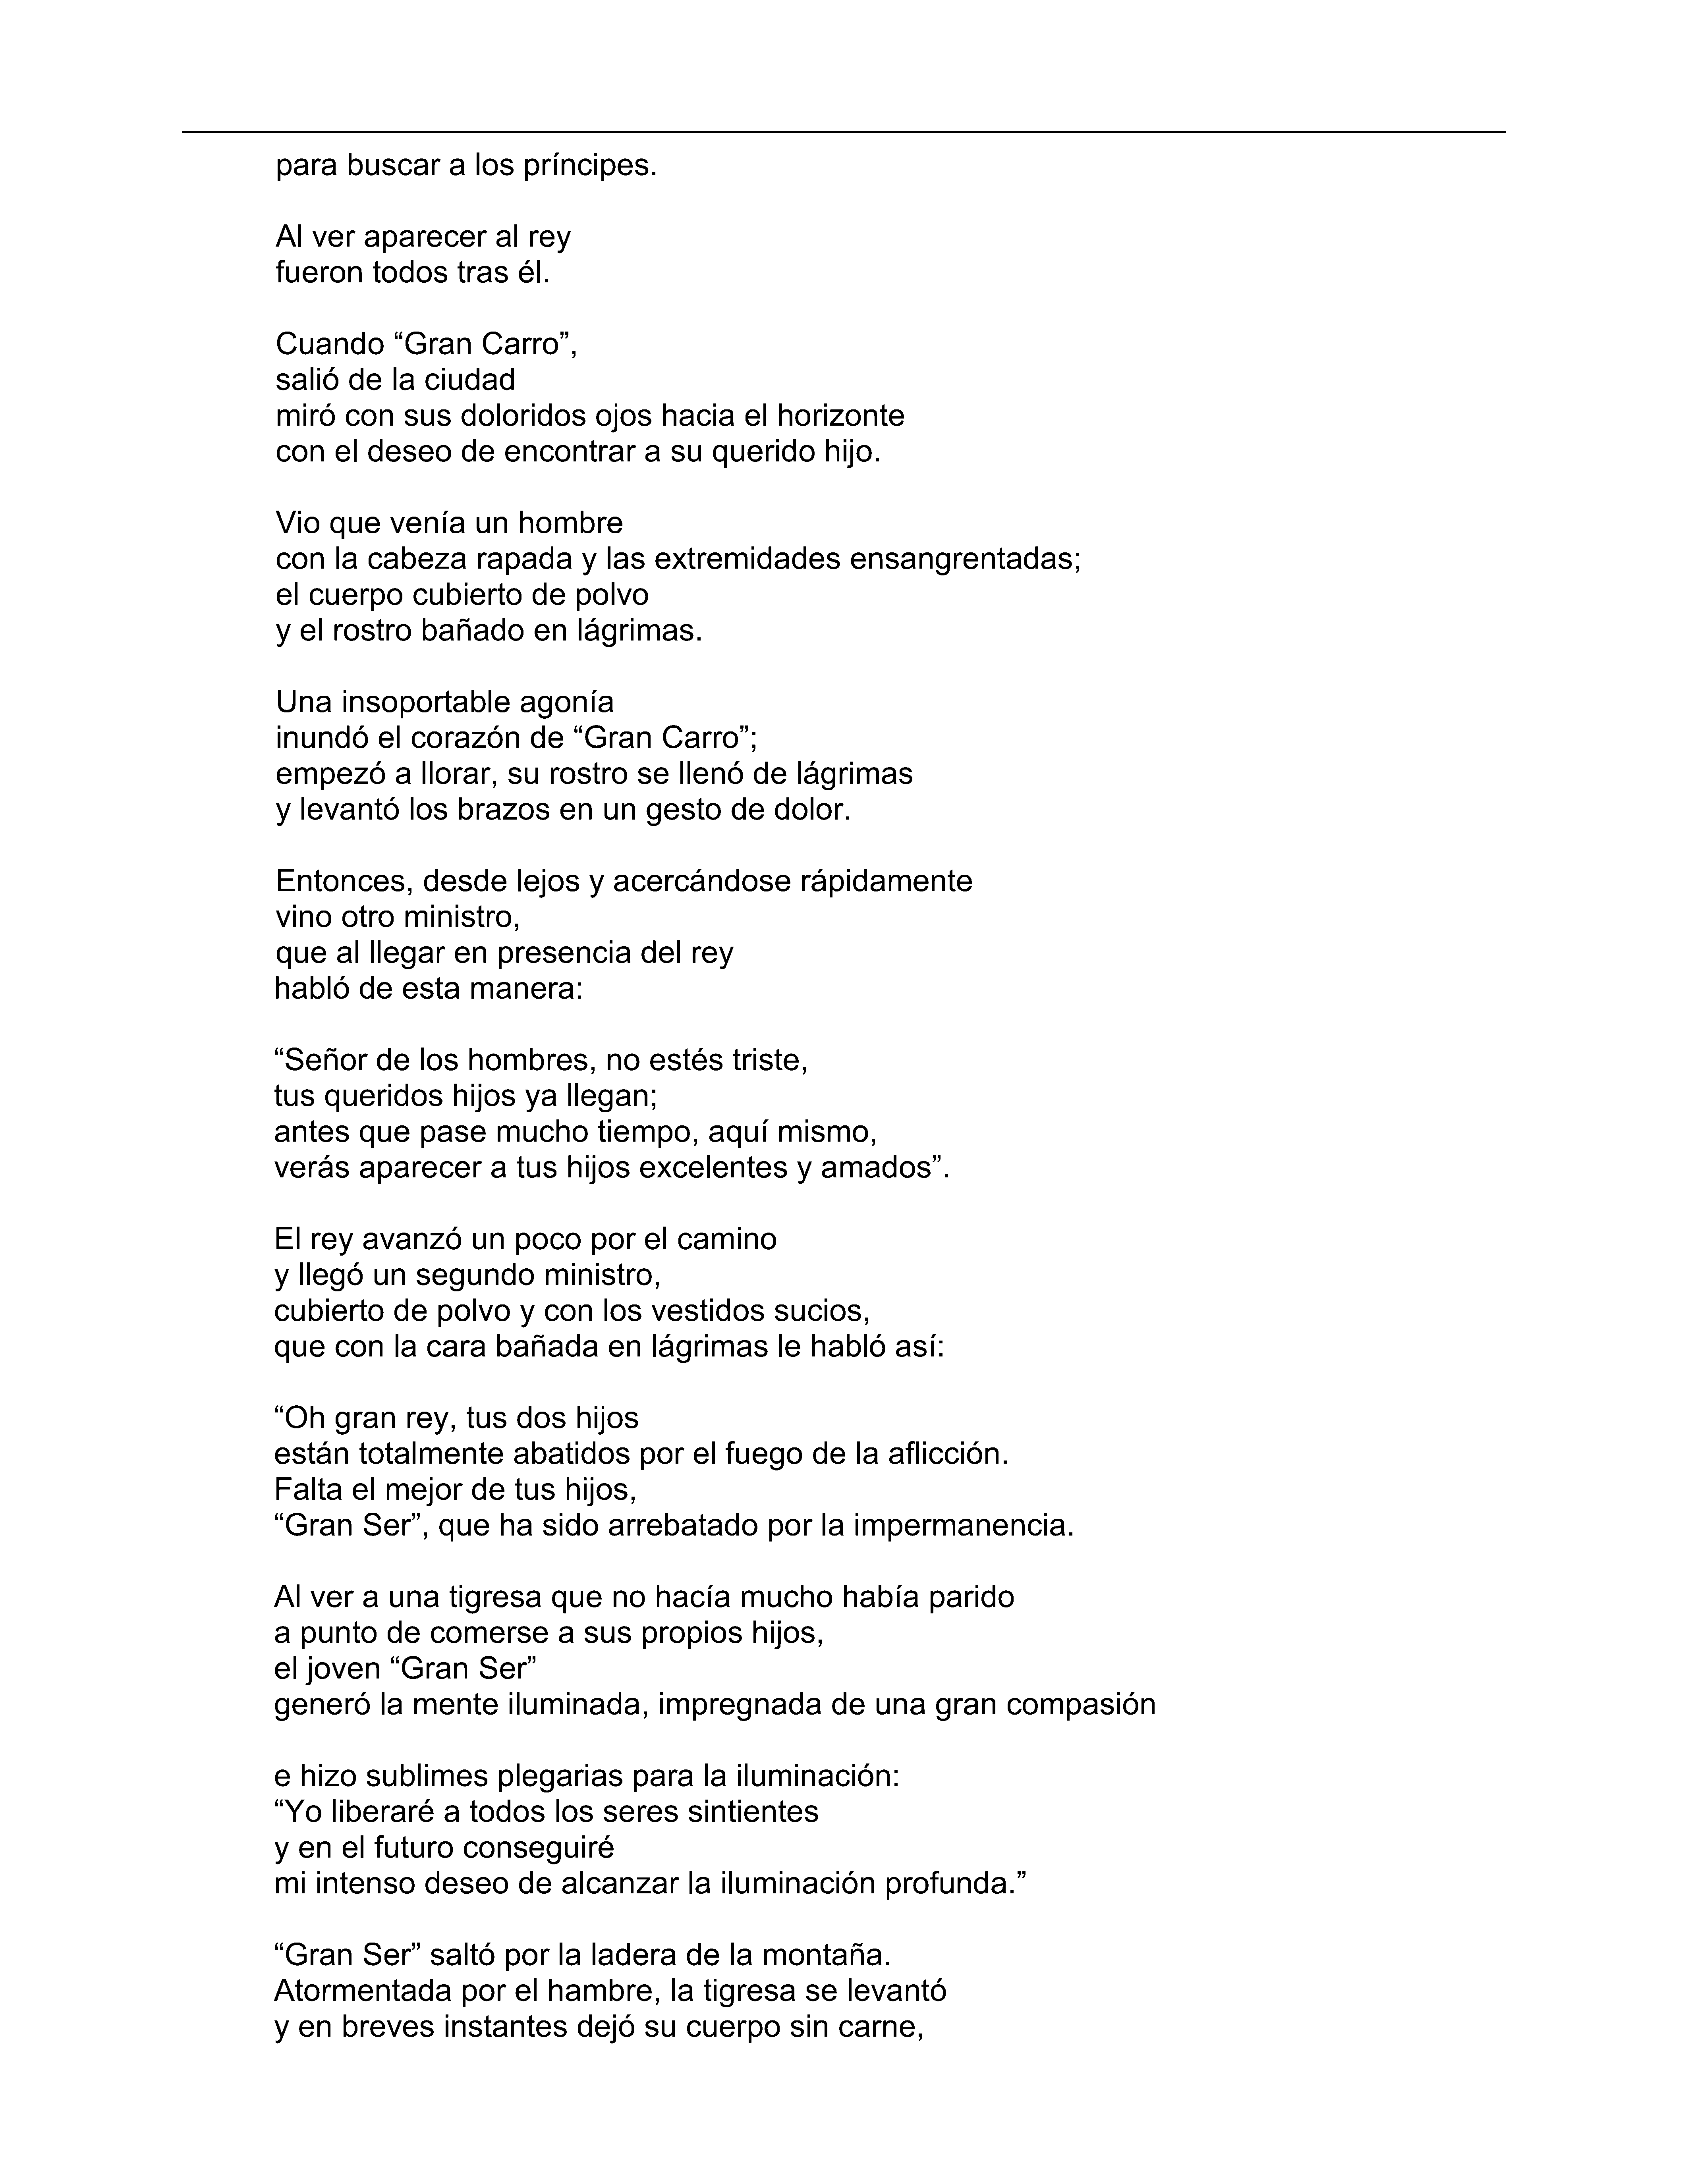 para buscar a los príncipes.
Al ver aparecer al rey
fueron todos tras él.
Cuando “Gran Carro”,
salió de la ciudad
miró con sus doloridos ojos hacia el horizonte
con el deseo de encontrar a su querido hijo.
Vio que venía un hombre
con la cabeza rapada y las extremidades ensangrentadas;
el cuerpo cubierto de polvo
y el rostro bañado en lágrimas.
Una insoportable agonía
inundó el corazón de “Gran Carro”;
empezó a llorar, su rostro se llenó de lágrimas
y levantó los brazos en un gesto de dolor.
Entonces, desde lejos y acercándose rápidamente
vino otro ministro,
que al llegar en presencia del rey
habló de esta manera:
“Señor de los hombres, no estés triste,
tus queridos hijos ya llegan;
antes que pase mucho tiempo, aquí mismo,
verás aparecer a tus hijos excelentes y amados”.
El rey avanzó un poco por el camino
y llegó un segundo ministro,
cubierto de polvo y con los vestidos sucios,
que con la cara bañada en lágrimas le habló así:
“Oh gran rey, tus dos hijos
están totalmente abatidos por el fuego de la aflicción.
Falta el mejor de tus hijos,
“Gran Ser”, que ha sido arrebatado por la impermanencia.
Al ver a una tigresa que no hacía mucho había parido
a punto de comerse a sus propios hijos,
el joven “Gran Ser”
generó la mente iluminada, impregnada de una gran compasión
e hizo sublimes plegarias para la iluminación:
“Yo liberaré a todos los seres sintientes
y en el futuro conseguiré
mi intenso deseo de alcanzar la iluminación profunda.”
“Gran Ser” saltó por la ladera de la montaña.
Atormentada por el hambre, la tigresa se levantó
y en breves instantes dejó su cuerpo sin carne,